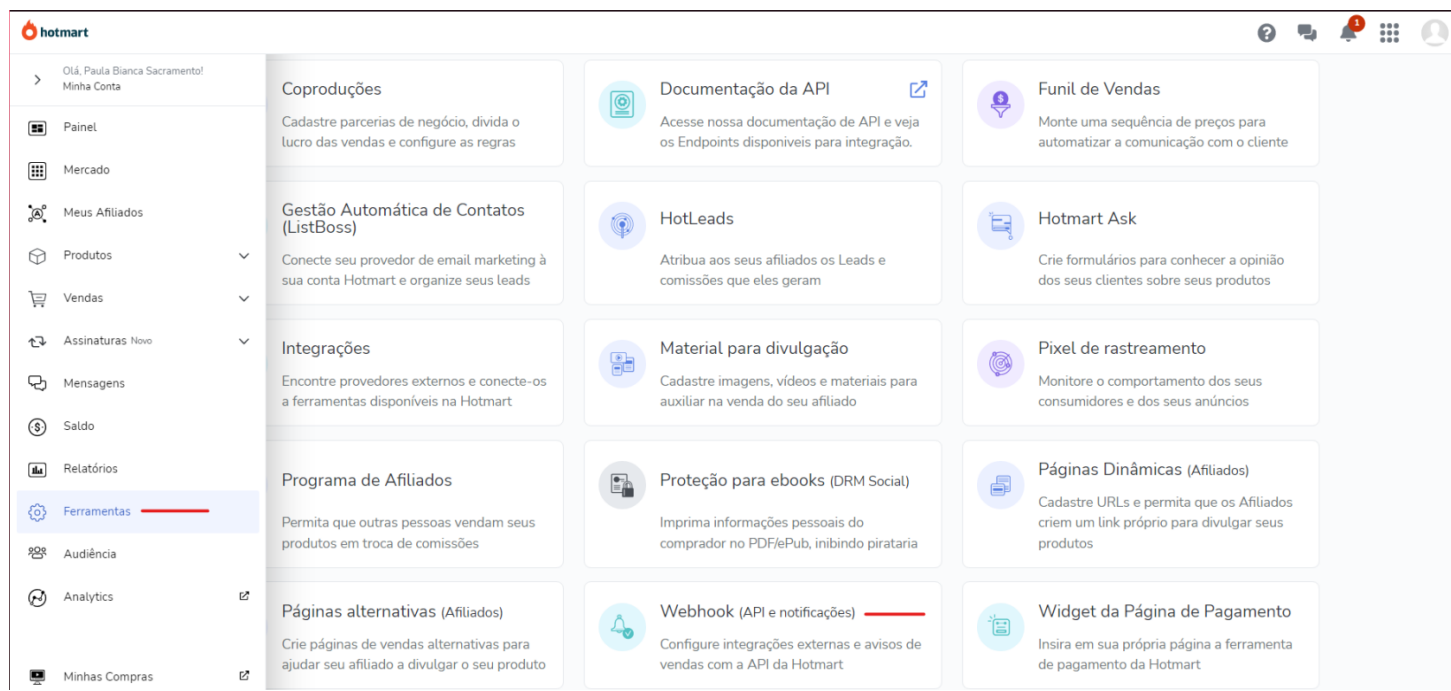 hotmart
1
Olá, Paula Bianca Sacramento!
Minha Conta
Painel
Mercado
Meus Afiliados
Produtos
Vendas
Assinaturas Novo
Mensagens
Saldo
Relatórios
Ferramentas
Audiência
Analytics
Minhas Compras
Coproduções
Cadastre parcerias de negócio, divida o
lucro das vendas e configure as regras
Documentação da API
Acesse nossa documentação de API e veja
os Endpoints disponiveis para integração.
Funil de Vendas
Monte uma sequência de preços para
automatizar a comunicação com o cliente
Gestão Automática de Contatos
(ListBoss)
Conecte seu provedor de email marketing à
sua conta Hotmart e organize seus leads
HotLeads
Atribua aos seus afiliados os Leads e
comissões que eles geram
Hotmart Ask
Crie formulários para conhecer a opinião
dos seus clientes sobre seus produtos
Integrações
Encontre provedores externos e conecte-os
a ferramentas disponíveis na Hotmart
Material para divulgação
Cadastre imagens, vídeos e materiais para
auxiliar na venda do seu afiliado
Pixel de rastreamento
Monitore o comportamento dos seus
consumidores e dos seus anúncios
Programa de Afiliados
Permita que outras pessoas vendam seus
produtos em troca de comissões
Proteção para ebooks (DRM Social)
Imprima informações pessoais do
comprador no PDF/ePub, inibindo pirataria
Páginas Dinâmicas (Afiliados)
Cadastre URLs e permita que os Afiliados
criem um link próprio para divulgar seus
produtos
Páginas alternativas (Afiliados)
Crie páginas de vendas alternativas para
ajudar seu afiliado a divulgar o seu produto
Webhook (API e notificações)
Configure integrações externas e avisos de
vendas com a API da Hotmart
Widget da Página de Pagamento
Insira em sua própria página a ferramenta
de pagamento da Hotmart